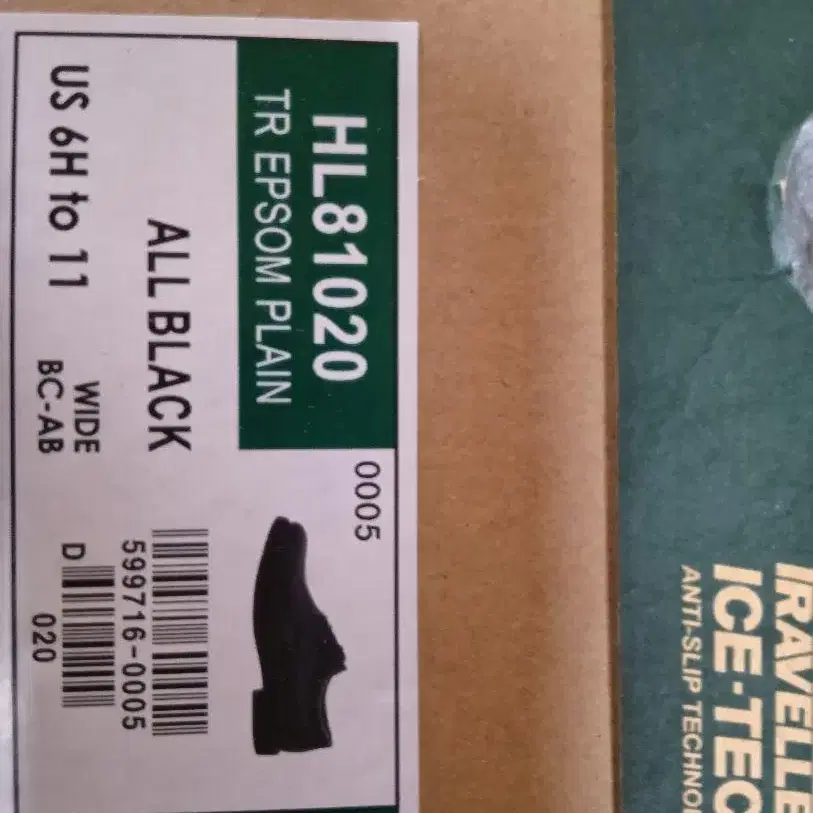 HL81020
TR EPSOM PLAIN
0005
ALL BLACK
599716-0005
US 6H to 11
WIDE
BC-AB
D
020
ICE-TEC
ANTI-SLIP